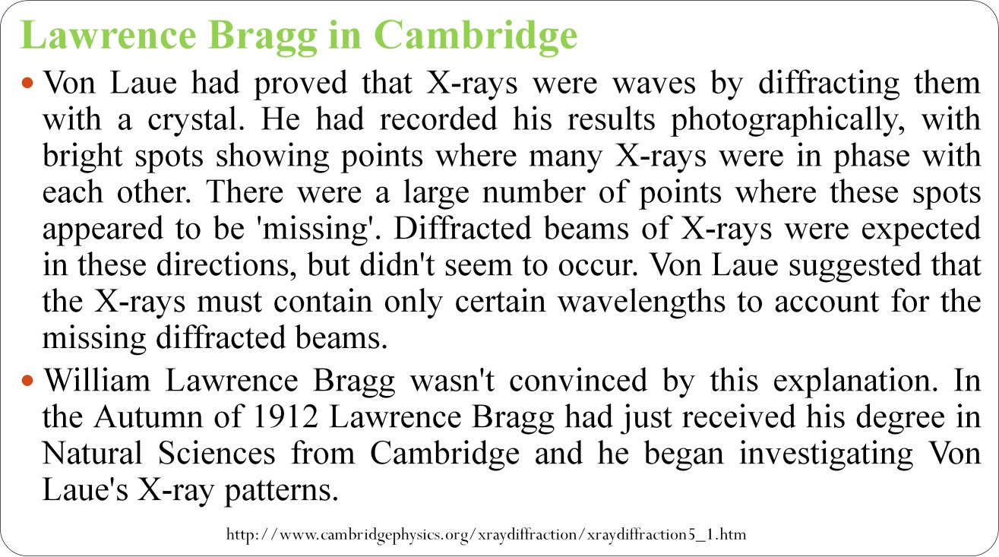 Lawrence Bragg in Cambridge
• Von Laue had proved that X-rays were waves by diffracting them
with a crystal. He had recorded his results photographically, with
bright spots showing points where many X-rays were in phase with
each other. There were a large number of points where these spots
appeared to be 'missing'. Diffracted beams of X-rays were expected
in these directions, but didn't seem to occur. Von Laue suggested that
the X-rays must contain only certain wavelengths to account for the
missing diffracted beams.
• William Lawrence Bragg wasn't convinced by this explanation. In
the Autumn of 1912 Lawrence Bragg had just received his degree in
Natural Sciences from Cambridge and he began investigating Von
Laue's X-ray patterns.
http://www.cambridgephysics.org/xraydiffraction/xraydiffraction5_1.htm